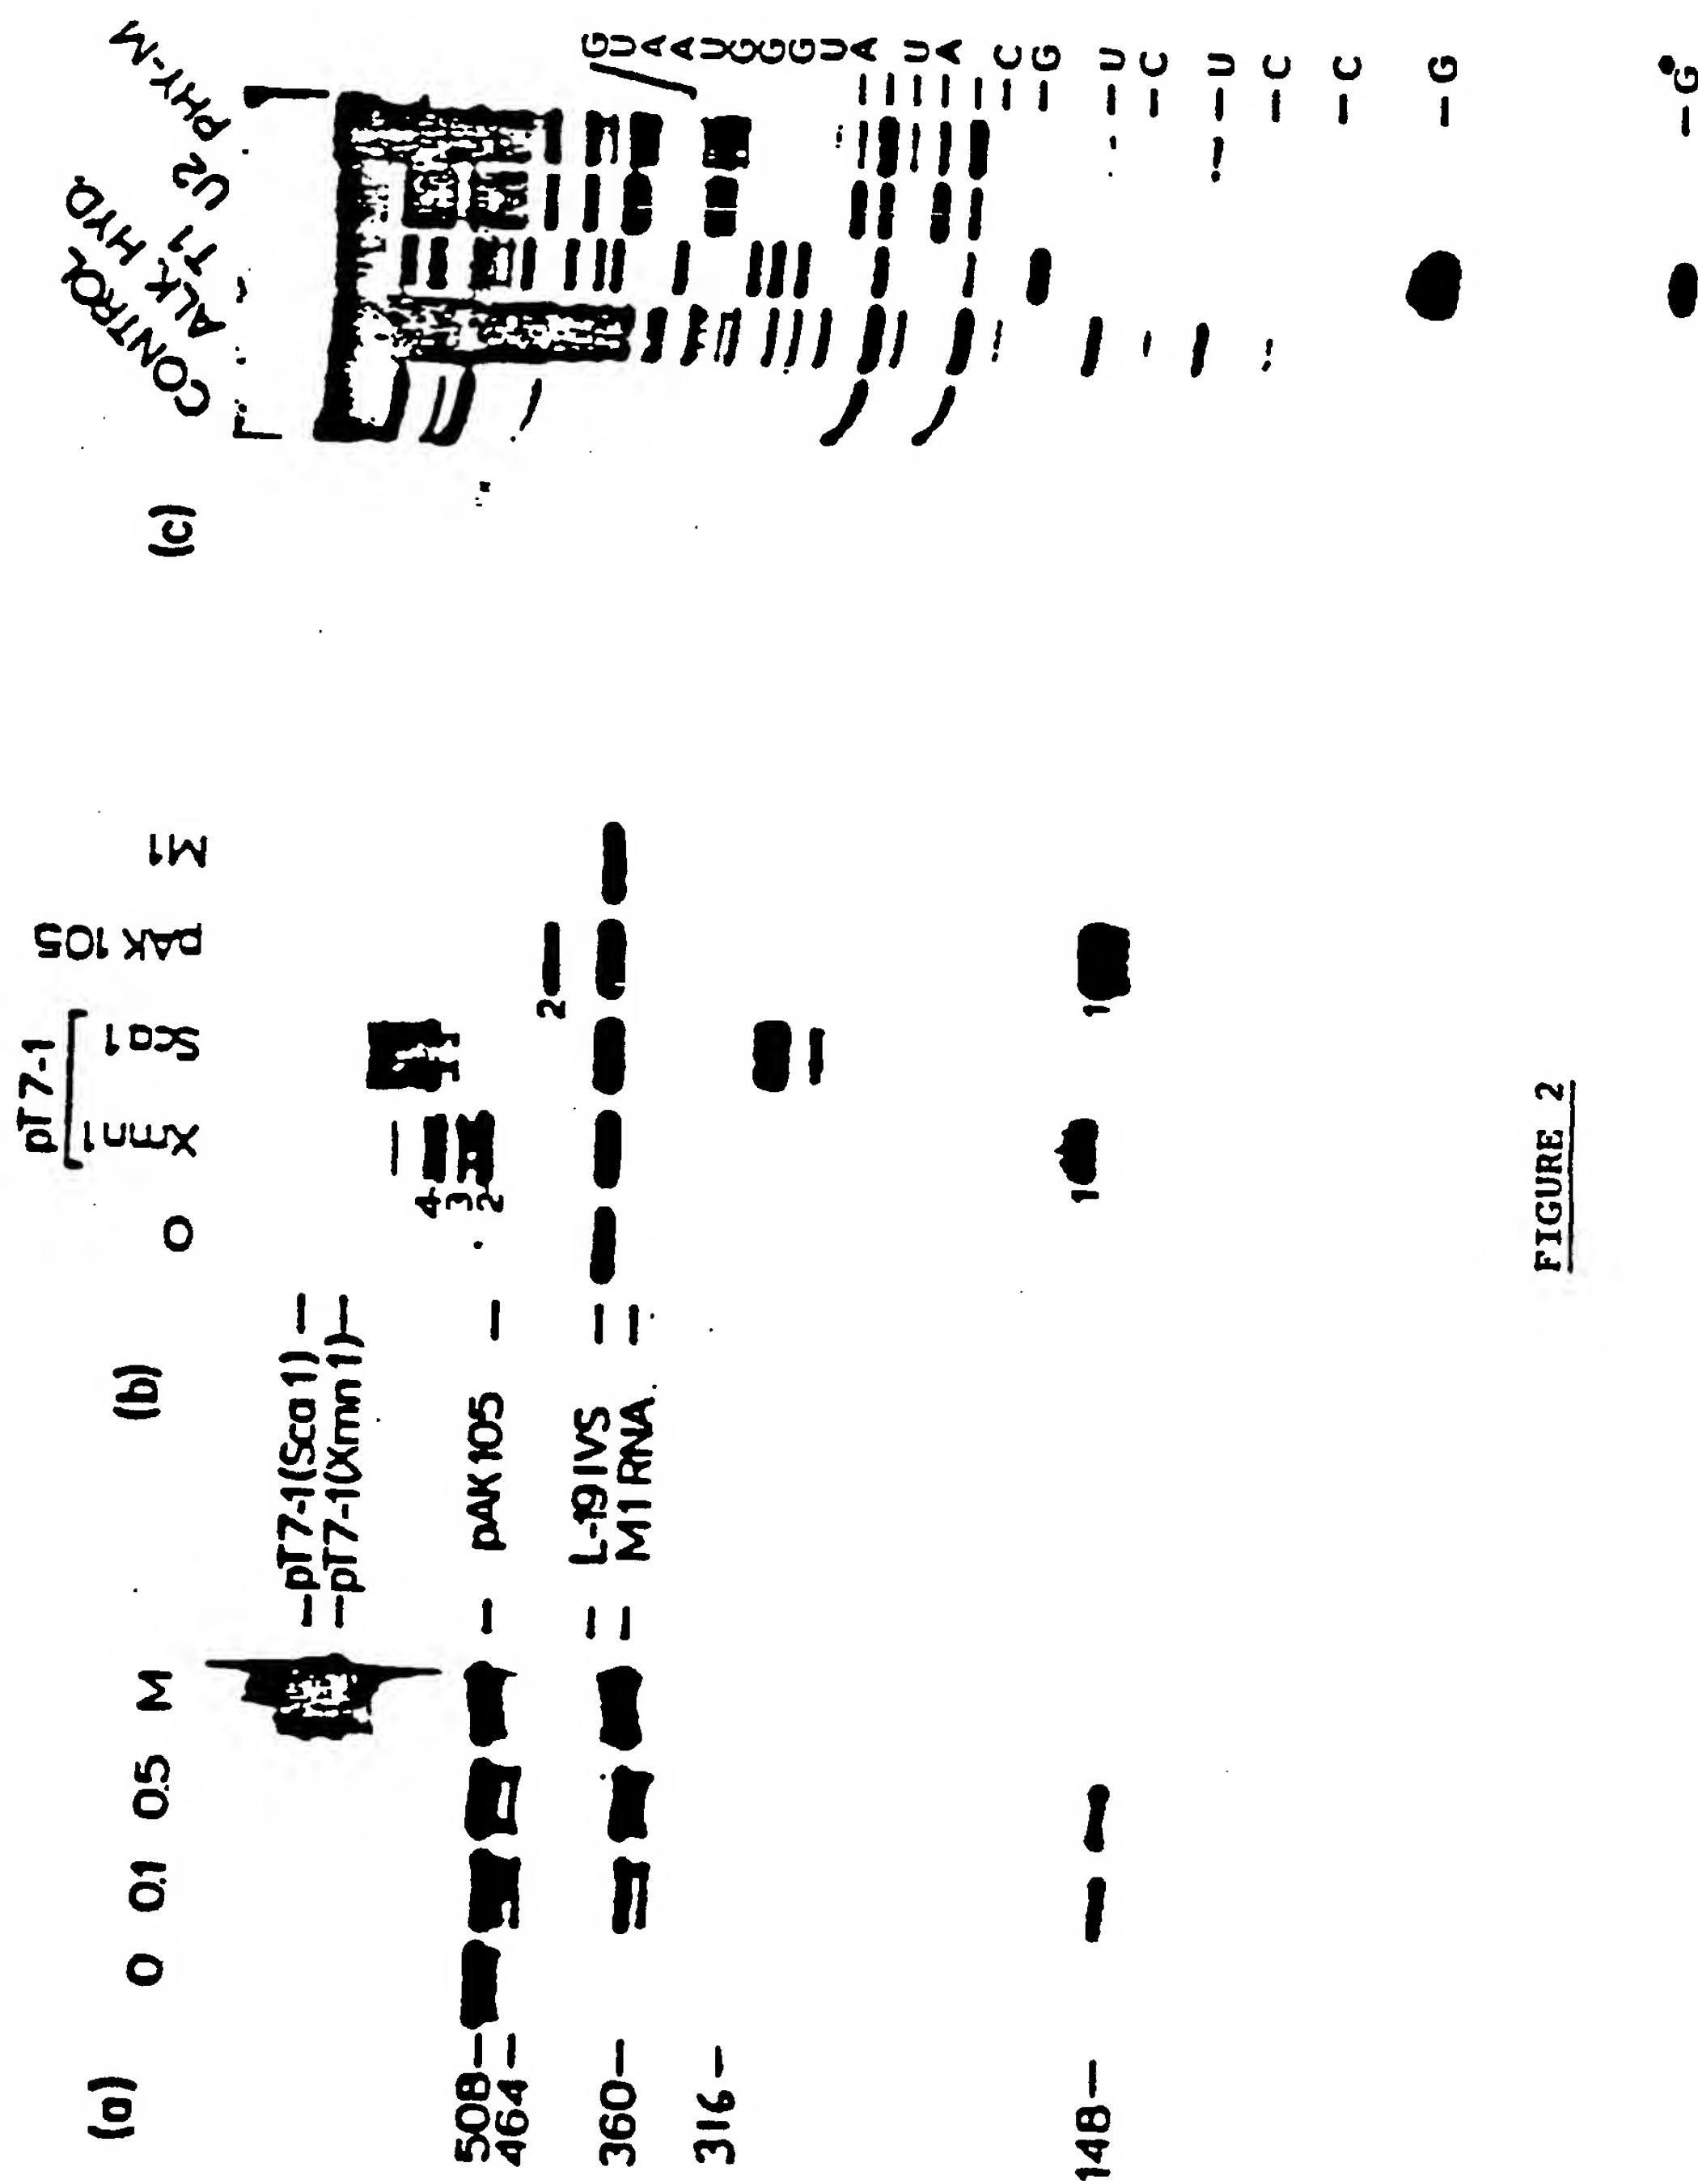 (a)
O 0.1 0.5 M
508
464
360
316
148
pT7-1(Sca1)
pT7-1(Xmn1)
pAK105
L-19 IVS
M1 RNA
(b)
pT7-1
O Xmn1 Sca1 pAK105 M1
4
3
2
1
2
1
(c)
CONTROL
ALK HYD.
T1
U2
PHY-M
G
U
A
A
U
G
G
G
U
A
U
A
C
G
U
C
U
C
C
G
G
FIGURE 2